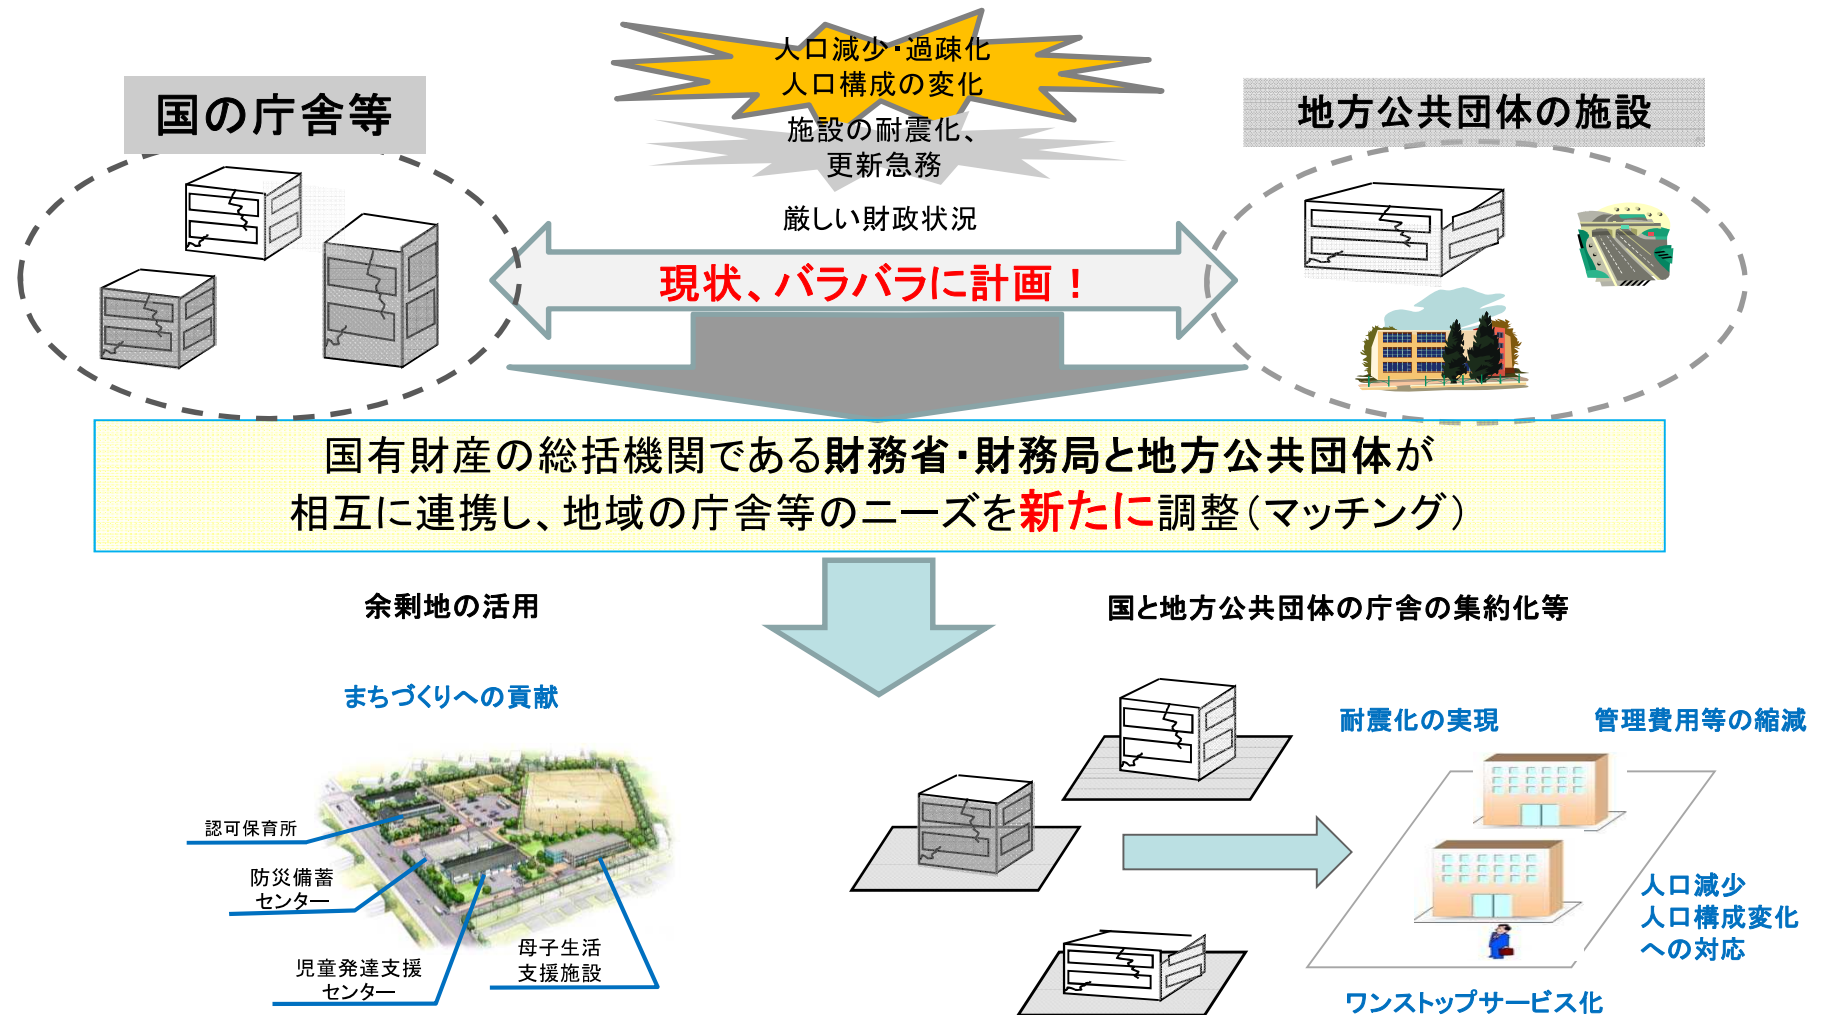 人口減少・過疎化
人口構成の変化
国の庁舎等
地方公共団体の施設
施設の耐震化、
更新急務
厳しい財政状況
現状、バラバラに計画！
国有財産の総括機関である財務省・財務局と地方公共団体が
相互に連携し、地域の庁舎等のニーズを新たに調整（マッチング）
余剰地の活用
国と地方公共団体の庁舎の集約化等
まちづくりへの貢献
耐震化の実現
管理費用等の縮減
認可保育所
防災備蓄
センター
児童発達支援
センター
母子生活
支援施設
人口減少
人口構成変化
への対応
ワンストップサービス化